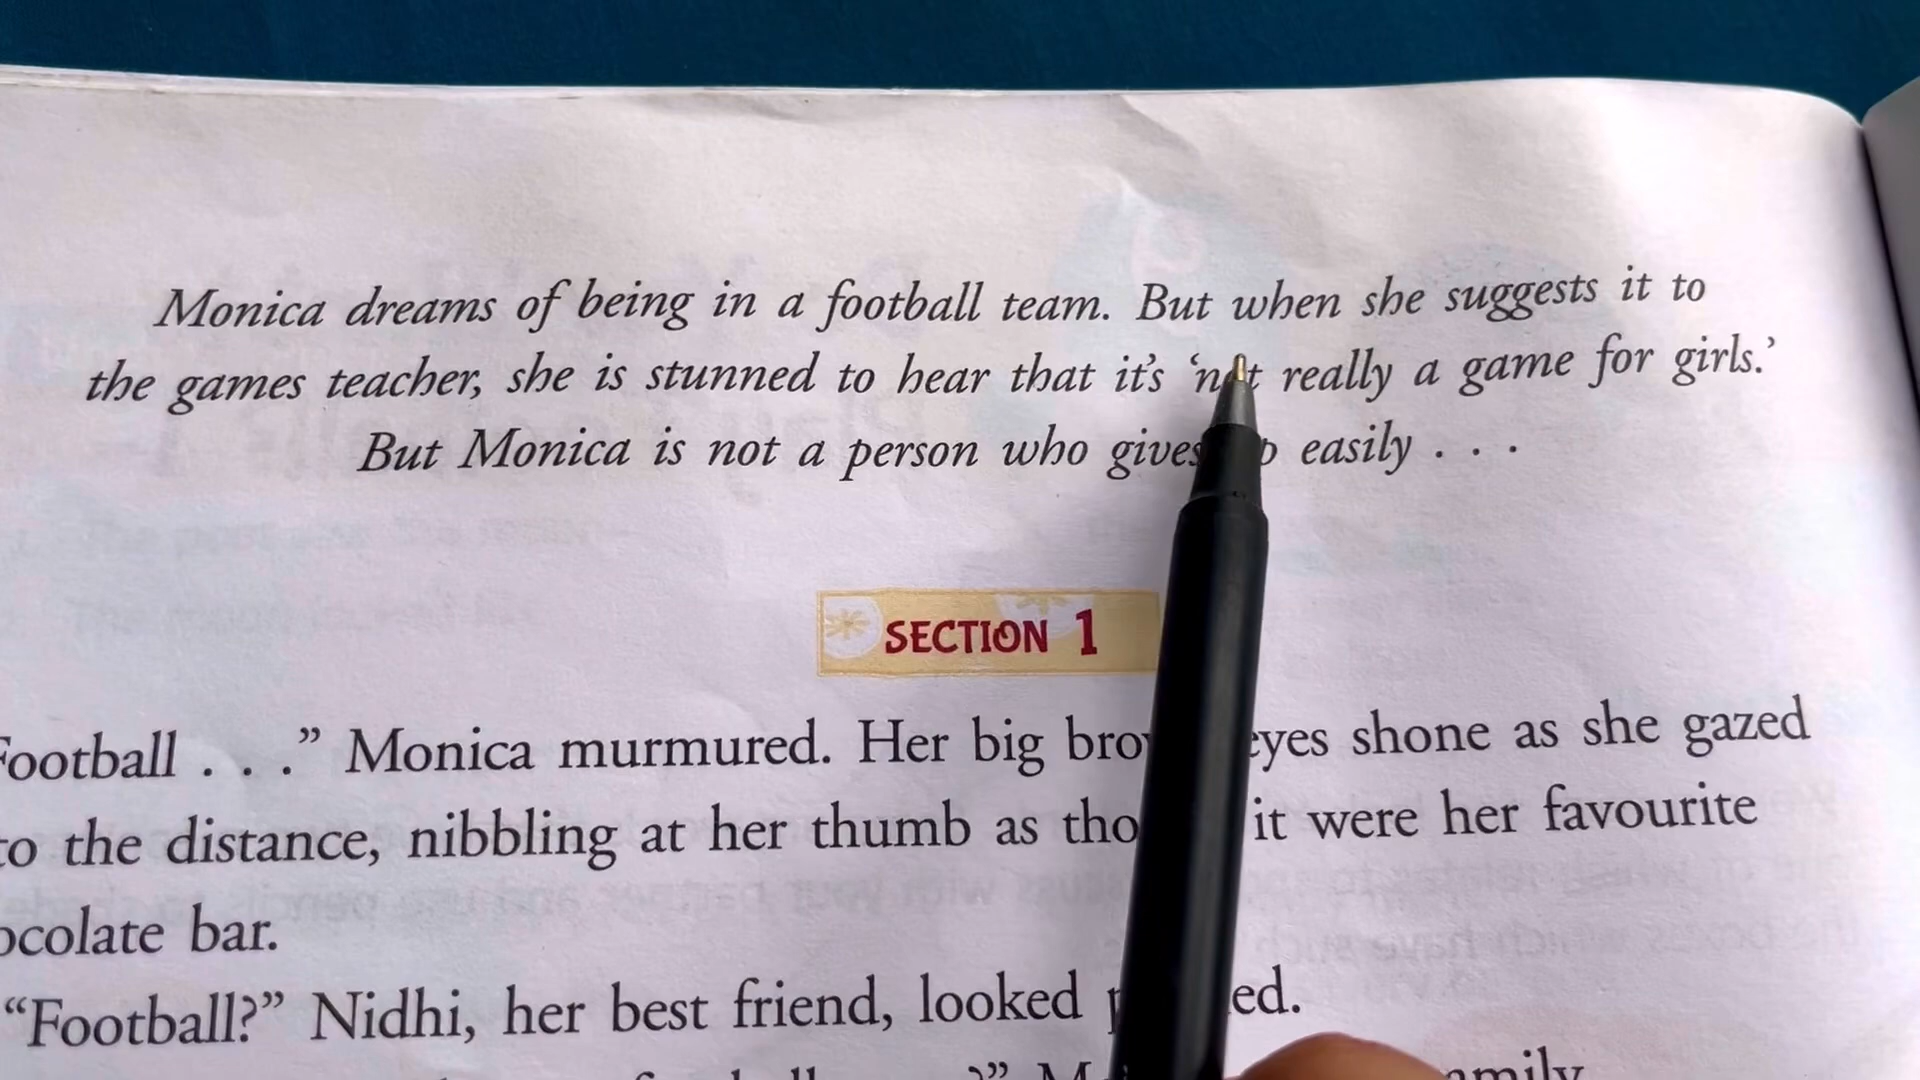 Monica dreams of being in a football team. But when she suggests it to
the games teacher, she is stunned to hear that it's ‘not really a game for girls.’
But Monica is not a person who gives easily . . .
SECTION 1
Football . . .” Monica murmured. Her big brown eyes shone as she gazed
to the distance, nibbling at her thumb as though it were her favourite
bar.
“Football?” Nidhi, her best friend, looked